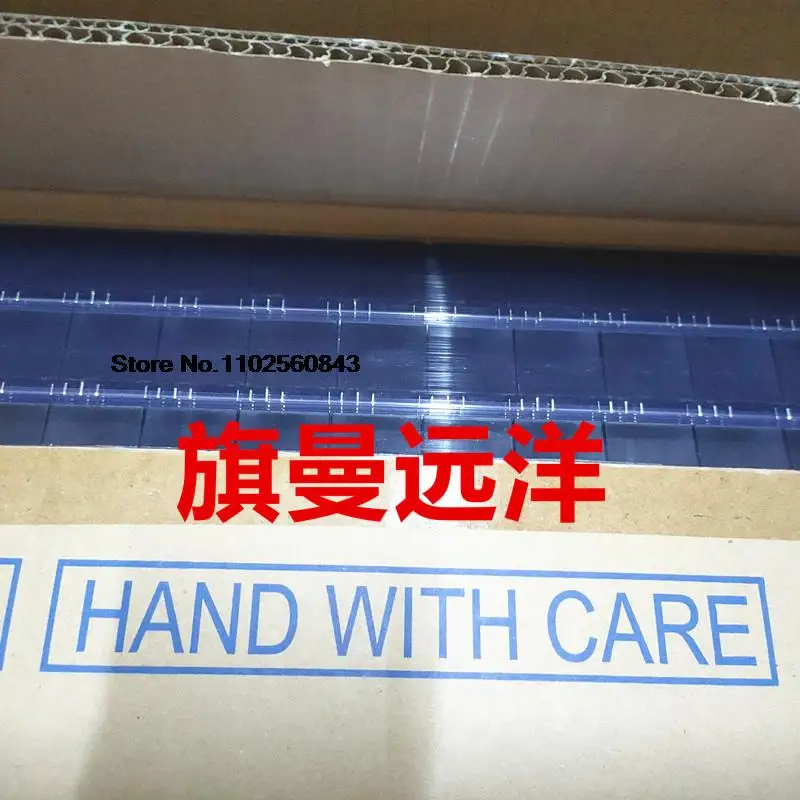 Store No.1102560843
旗曼远洋
HAND WITH CARE